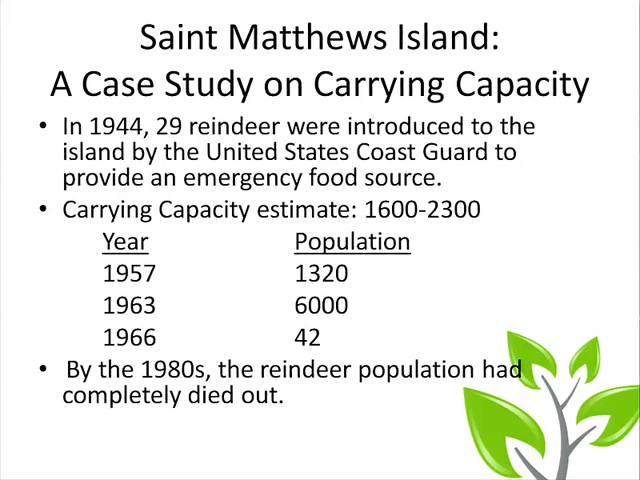 Saint Matthews Island:
A Case Study on Carrying Capacity
• In 1944, 29 reindeer were introduced to the
island by the United States Coast Guard to
provide an emergency food source.
• Carrying Capacity estimate: 1600-2300
Year Population
1957 1320
1963 6000
1966 42
• By the 1980s, the reindeer population had
completely died out.